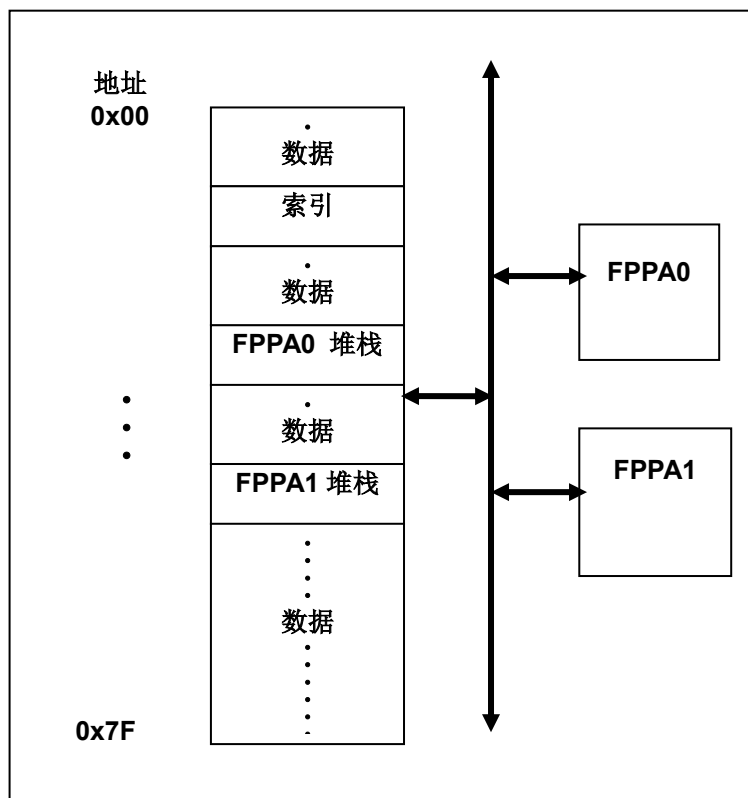 地址
0x00
数据
索引
数据
FPPA0 堆栈
数据
FPPA1 堆栈
数据
0x7F
FPPA0
FPPA1